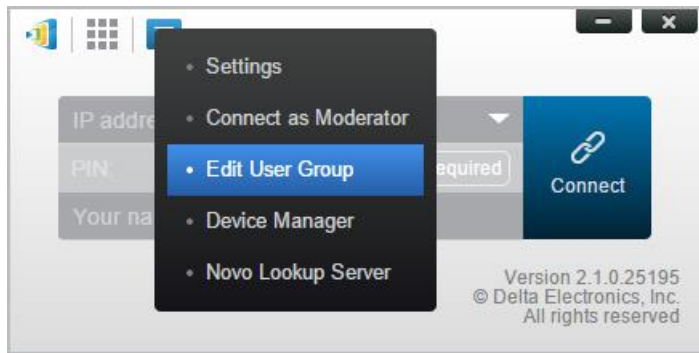 Settings
IP addre
Connect as Moderator
PIN:
Edit User Group
equired
Connect
Your na
Device Manager
Novo Lookup Server
Version 2.1.0.25195
© Delta Electronics, Inc.
All rights reserved